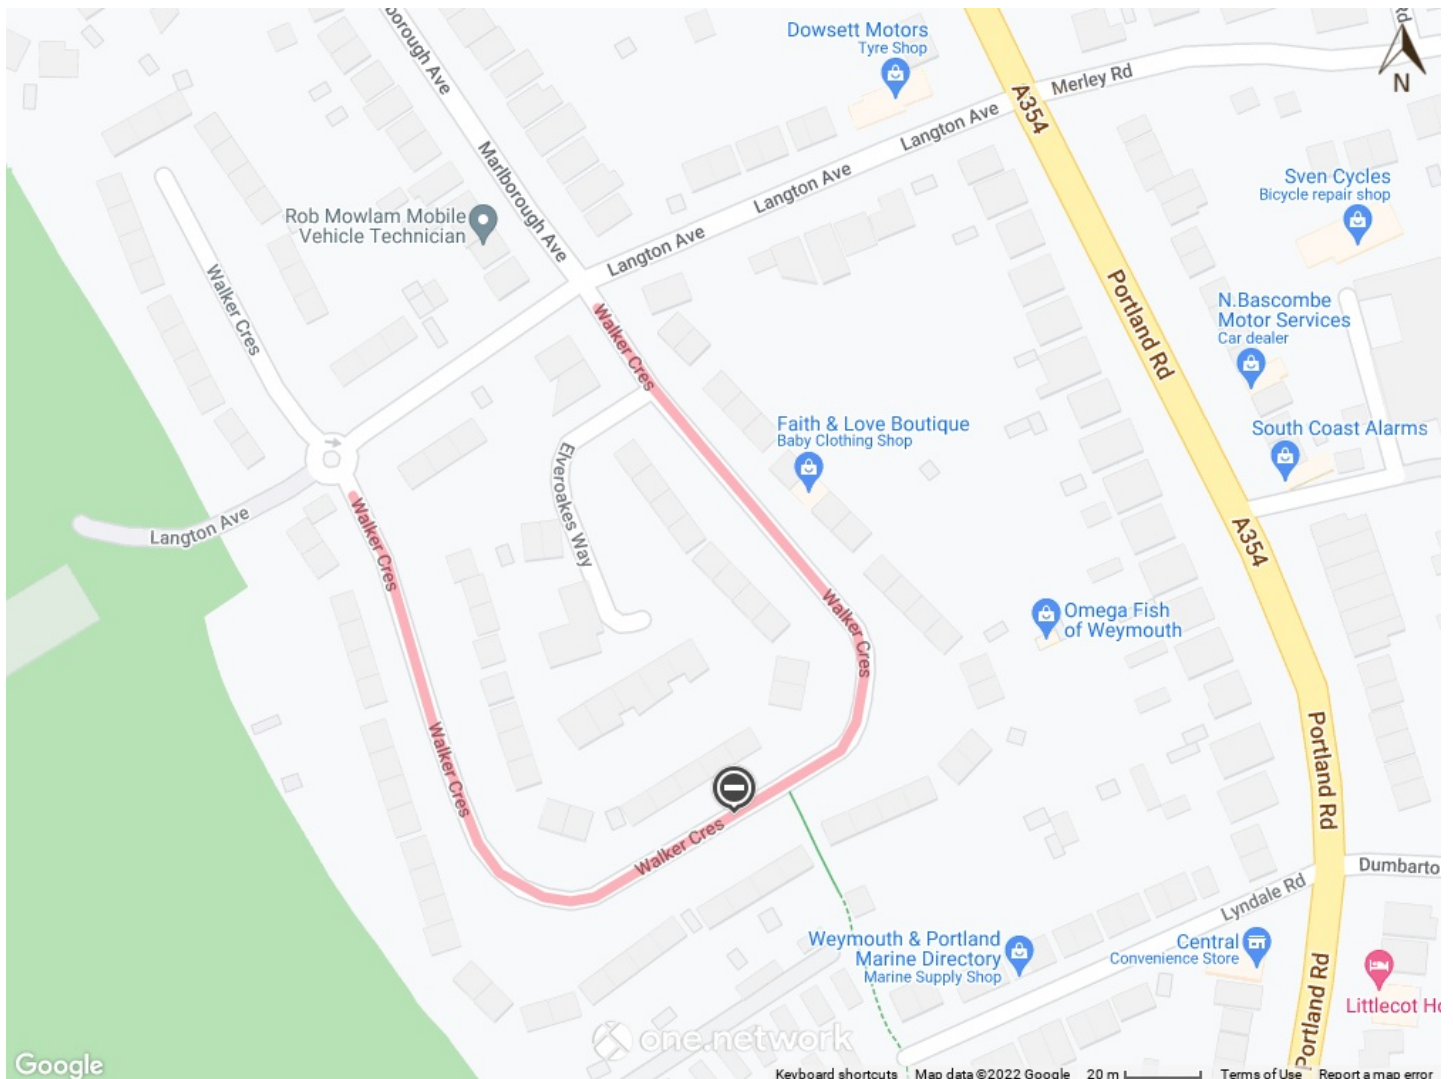 Dowsett Motors
Tyre Shop
borough Ave
Rd
N
Merley Rd
A354
Langton Ave
Langton Ave
Marlborough Ave
Sven Cycles
Bicycle repair shop
Rob Mowlam Mobile
Vehicle Technician
Langton Ave
Walker Cres
Portland Rd
N.Bascombe
Motor Services
Car dealer
Walker Cres
Faith & Love Boutique
Baby Clothing Shop
South Coast Alarms
Elveroakes Way
Langton Ave
Walker Cres
A354
Walker Cres
Omega Fish
of Weymouth
Walker Cres
Portland Rd
Walker Cres
Dumbarto
Lyndale Rd
Weymouth & Portland
Marine Directory
Marine Supply Shop
Central
Convenience Store
Portland Rd
Littlecot Ho
one.network
Google
Keyboard shortcuts
Map data ©2022 Google
20 m
Terms of Use
Report a map error